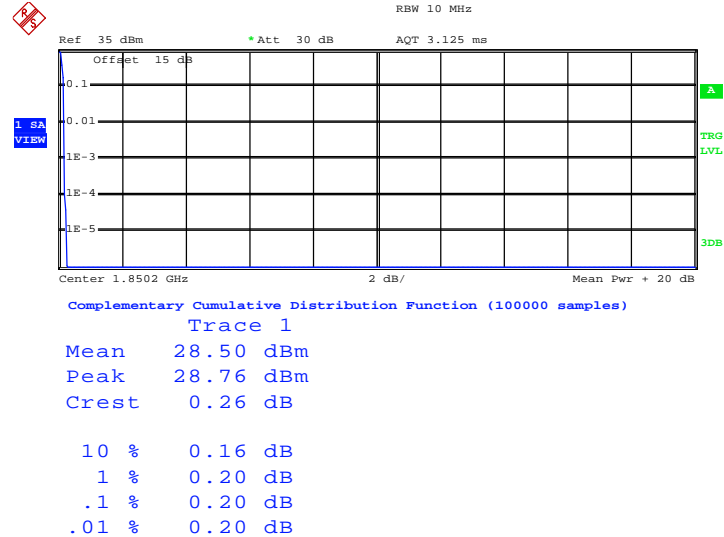 R S
RBW 10 MHz
Ref 35 dBm *Att 30 dB AQT 3.125 ms
Offset 15 dB
0.1
A
0.01
1 SA
VIEW
TRG
LVL
1E-3
1E-4
1E-5
3DB
Center 1.8502 GHz 2 dB/ Mean Pwr + 20 dB
Complementary Cumulative Distribution Function (100000 samples)
Trace 1
Mean 28.50 dBm
Peak 28.76 dBm
Crest 0.26 dB
10 % 0.16 dB
1 % 0.20 dB
.1 % 0.20 dB
.01 % 0.20 dB